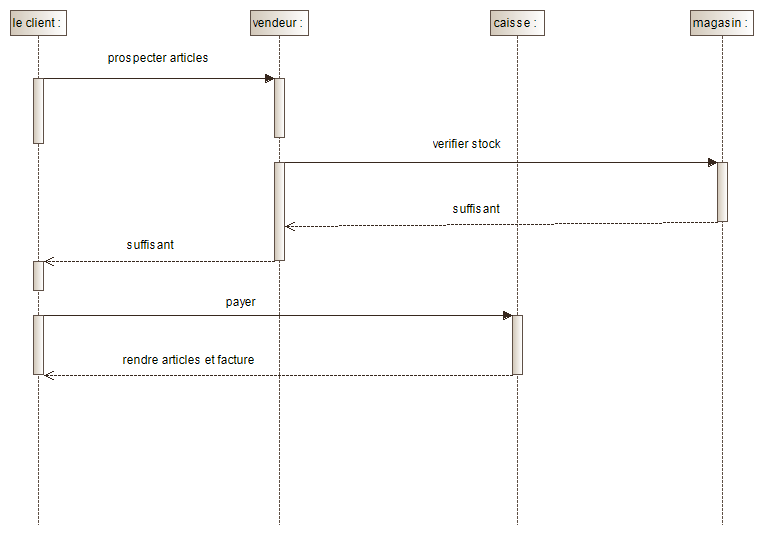 le client :
vendeur :
caisse :
magasin :
prospecter articles
verifier stock
suffisant
suffisant
payer
rendre articles et facture